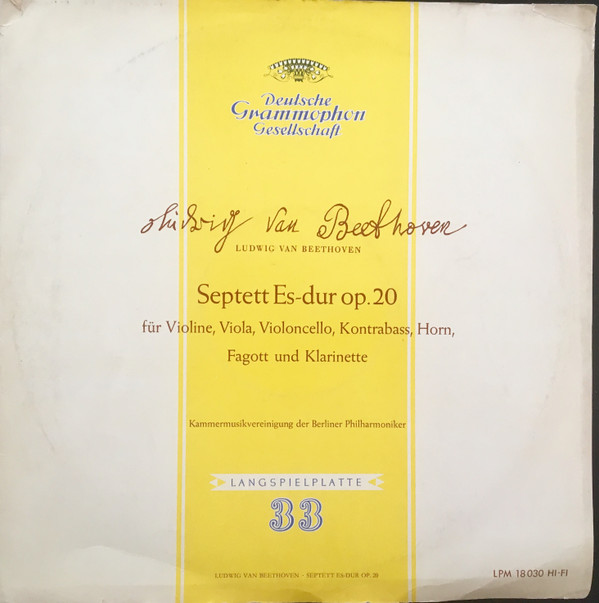 Deutsche
Grammophon
Gesellschaft
Ludwig van Beethoven
LUDWIG VAN BEETHOVEN
Septett Es-dur op. 20
für Violine, Viola, Violoncello, Kontrabass, Horn,
Fagott und Klarinette
Kammermusikvereinigung der Berliner Philharmoniker
LANGSPIELPLATTE
33
LUDWIG VAN BEETHOVEN - SEPTETT ES-DUR OP. 20
LPM 18030 HI-FI